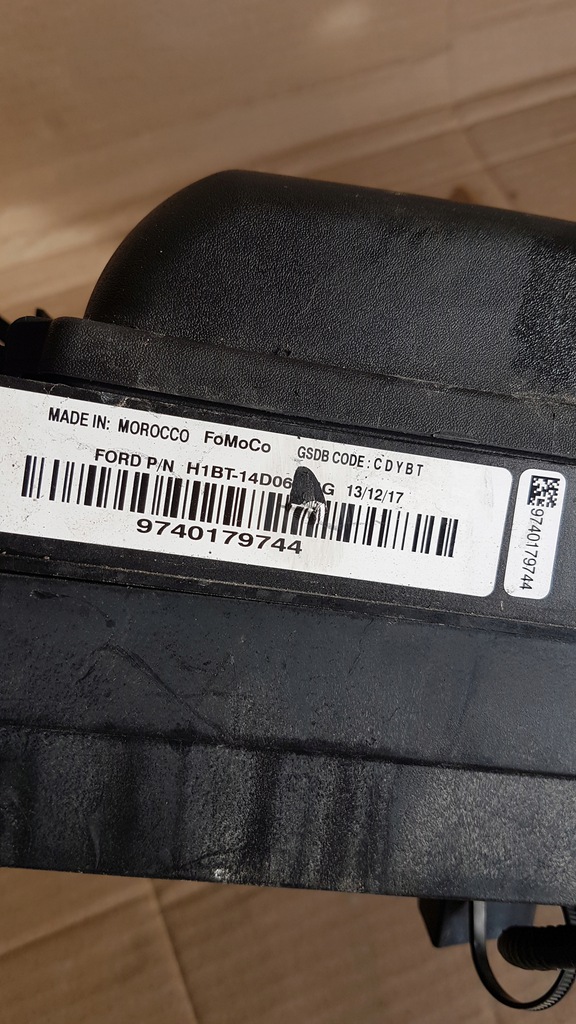 MADE IN: MOROCCO FoMoCo GSDB CODE: CDYBT
FORD P/N 13/12/17
9740179744
9740179744